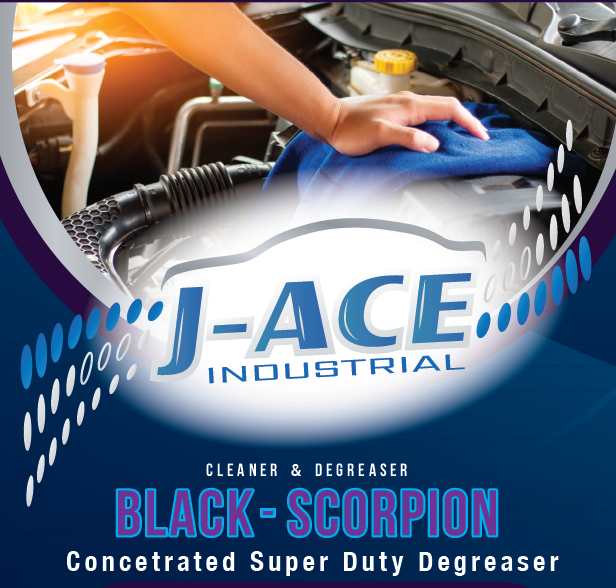 J-ACE
INDUSTRIAL
CLEANER & DEGREASER
BLACK- SCORPION
Concetrated Super Duty Degreaser